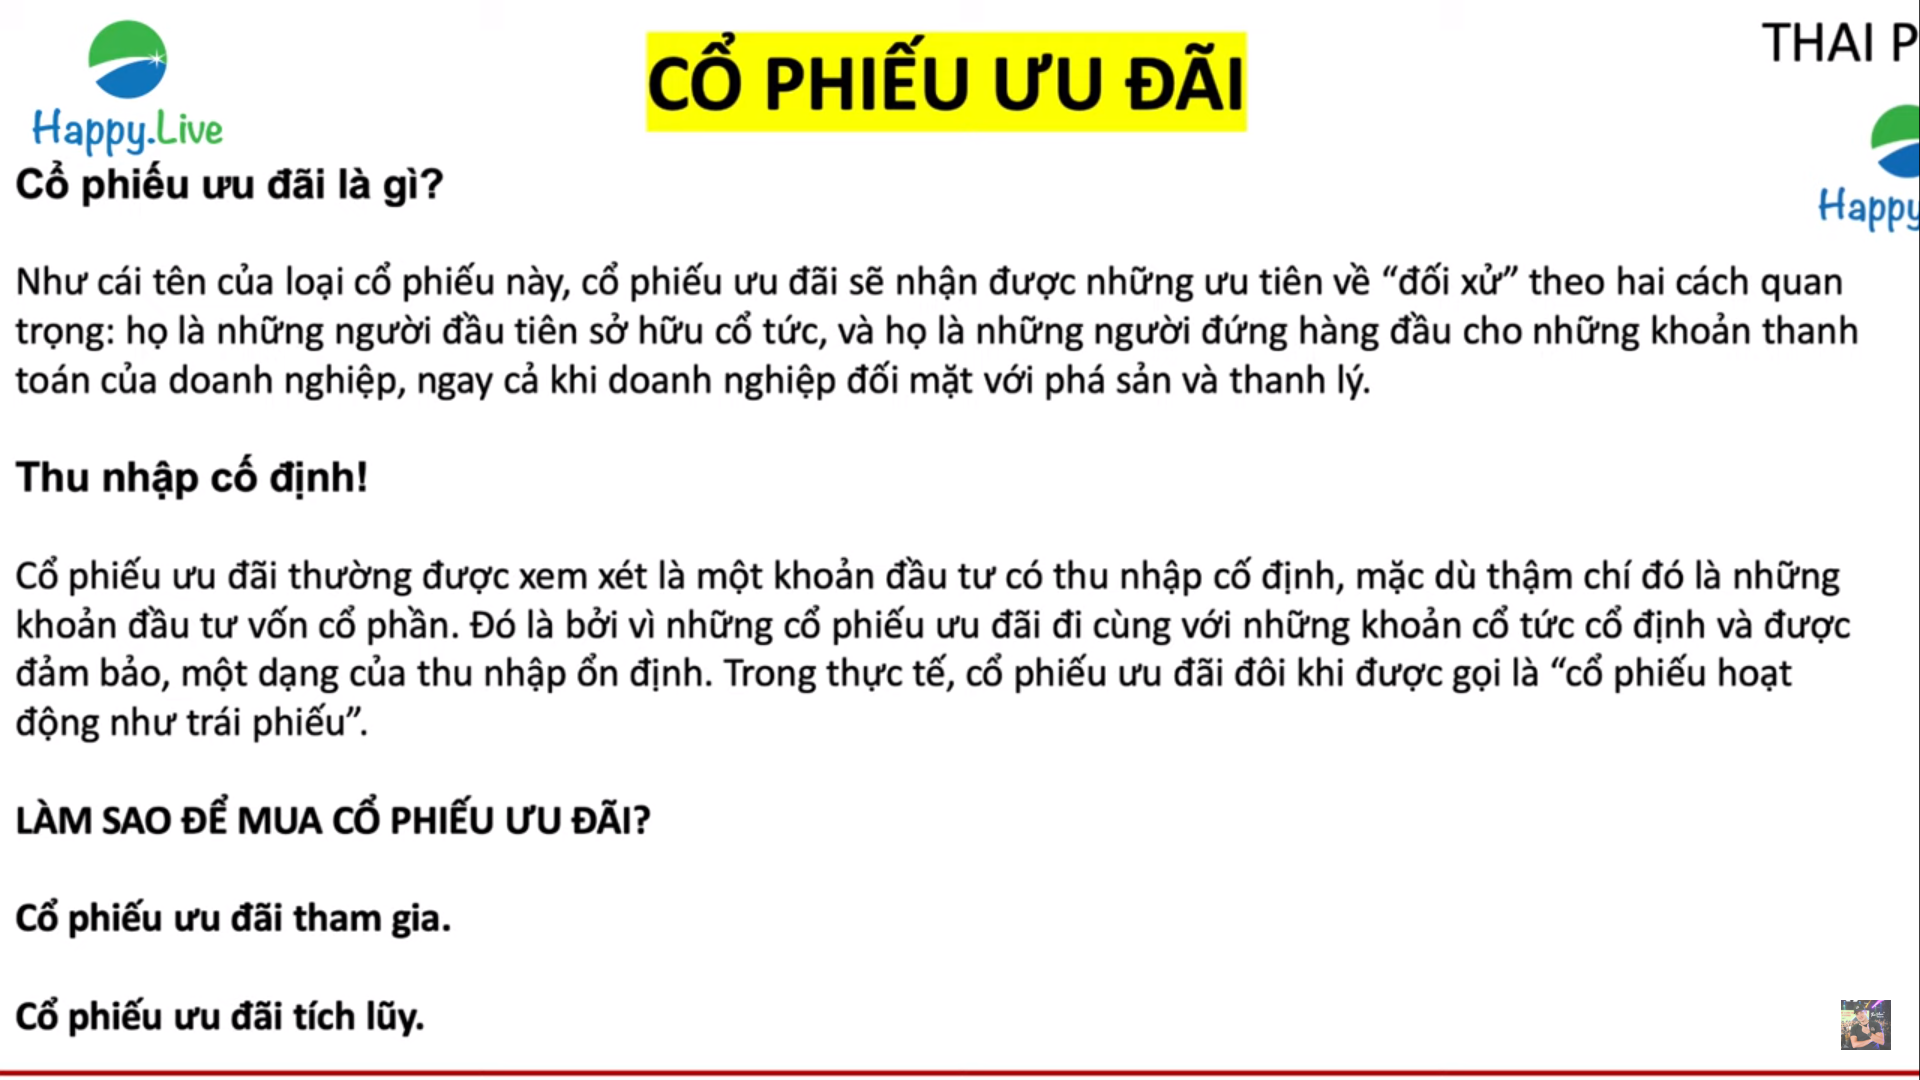 THAI P
CỔ PHIẾU ƯU ĐÃI
Happy.Live
Happy
Cổ phiếu ưu đãi là gì?
Như cái tên của loại cổ phiếu này, cổ phiếu ưu đãi sẽ nhận được những ưu tiên về “đối xử” theo hai cách quan
trọng: họ là những người đầu tiên sở hữu cổ tức, và họ là những người đứng hàng đầu cho những khoản thanh
toán của doanh nghiệp, ngay cả khi doanh nghiệp đối mặt với phá sản và thanh lý.
Thu nhập cố định!
Cổ phiếu ưu đãi thường được xem xét là một khoản đầu tư có thu nhập cố định, mặc dù thậm chí đó là những
khoản đầu tư vốn cổ phần. Đó là bởi vì những cổ phiếu ưu đãi đi cùng với những khoản cổ tức cố định và được
đảm bảo, một dạng của thu nhập ổn định. Trong thực tế, cổ phiếu ưu đãi đôi khi được gọi là “cổ phiếu hoạt
động như trái phiếu”.
LÀM SAO ĐỂ MUA CỔ PHIẾU ƯU ĐÃI?
Cổ phiếu ưu đãi tham gia.
Cổ phiếu ưu đãi tích lũy.